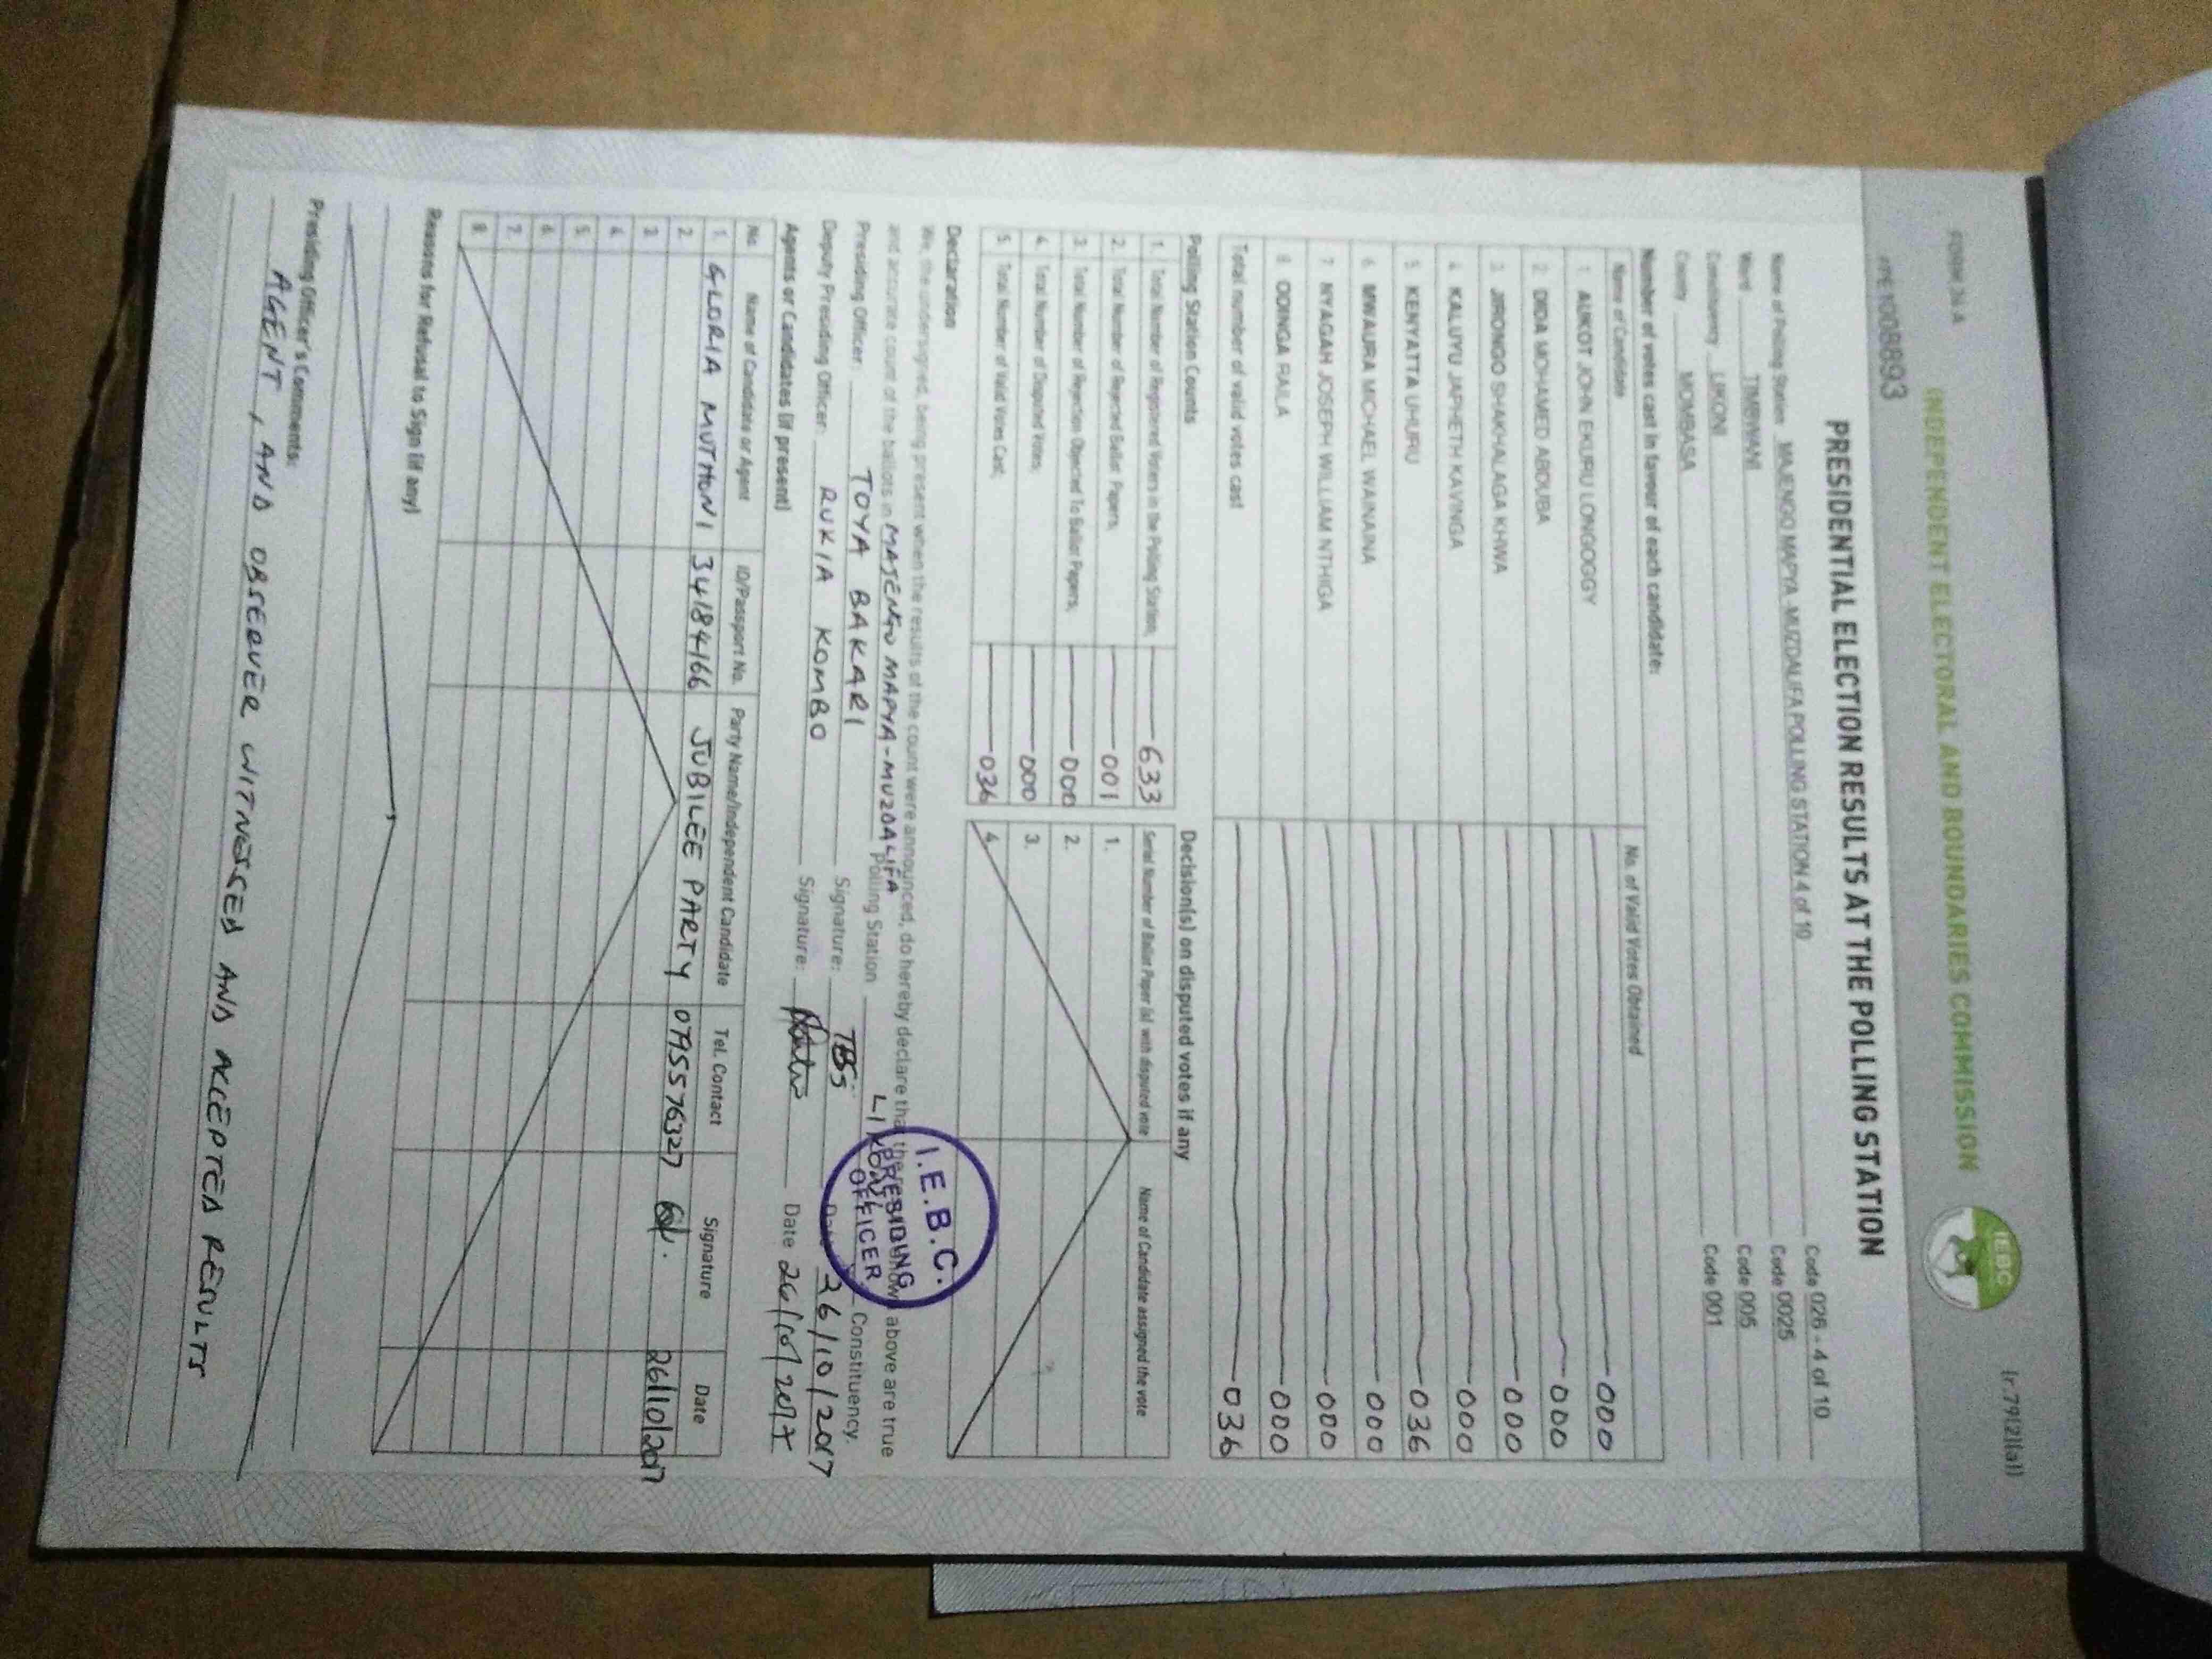 FORM 34A
(r.79(2)(a))
INDEPENDENT ELECTORAL AND BOUNDARIES COMMISSION
IEBC
1008893
PRESIDENTIAL ELECTION RESULTS AT THE POLLING STATION
Name of Polling Station MAJENGO MAPYA -MUZDALIFA POLLING STATION 4 of 10 Code 026 - 4 of 10
Ward TIMBWANI Code 0025
Constituency LIKONI Code 005
County MOMBASA Code 001
Number of votes cast in favour of each candidate:
Name of Candidate No. of Valid Votes Obtained
1 AUKOT JOHN EKURU LONGOGGY 000
2 DIDA MOHAMED ABDUBA 000
3 JIRONGO SHAKHALAGA KHWA 000
4 KALUYU JAPHETH KAVINGA 000
5 KENYATTA UHURU 036
6 MWAURA MICHAEL WAINAINA 000
7 NYAGAH JOSEPH WILLIAM NTHIGA 000
8 ODINGA RAILA 000
Total number of valid votes cast 036
Polling Station Counts
1. Total Number of Registered Voters in the Polling Station; 633
2. Total Number of Rejected Ballot Papers; 001
3. Total Number of Rejection Objected To Ballot Papers; 000
4. Total Number of Disputed Votes; 000
5. Total Number of Valid Votes Cast; 036
Decision(s) on disputed votes if any
Serial Number of Ballot Paper (s) with disputed vote Name of Candidate assigned the vote
1.
2.
3.
4.
Declaration
We, the undersigned, being present when the results of the count were announced, do hereby declare that the results shown above are true
and accurate count of the ballots in MAJENGO MAPYA-MUZDALIFA Polling Station LIKONI Constituency.
Presiding Officer: TOYA BAKARI Signature: Date 26/10/2017
Deputy Presiding Officer: RUKIA KOMBO Signature: Date 26/10/2017
I.E.B.C.
PRESIDING
OFFICER
Agents or Candidates (if present)
No. Name of Candidate or Agent ID/Passport No. Party Name/Independent Candidate Tel. Contact Signature Date
1. GLORIA MUTHONI 34184166 JUBILEE PARTY 0795576327 26/10/2017
2.
3.
4.
5.
6.
7.
8.
Reasons for Refusal to Sign (if any)
Presiding Officer's Comments:
AGENT, AND OBSERVER WITNESSED AND ACCEPTED RESULTS